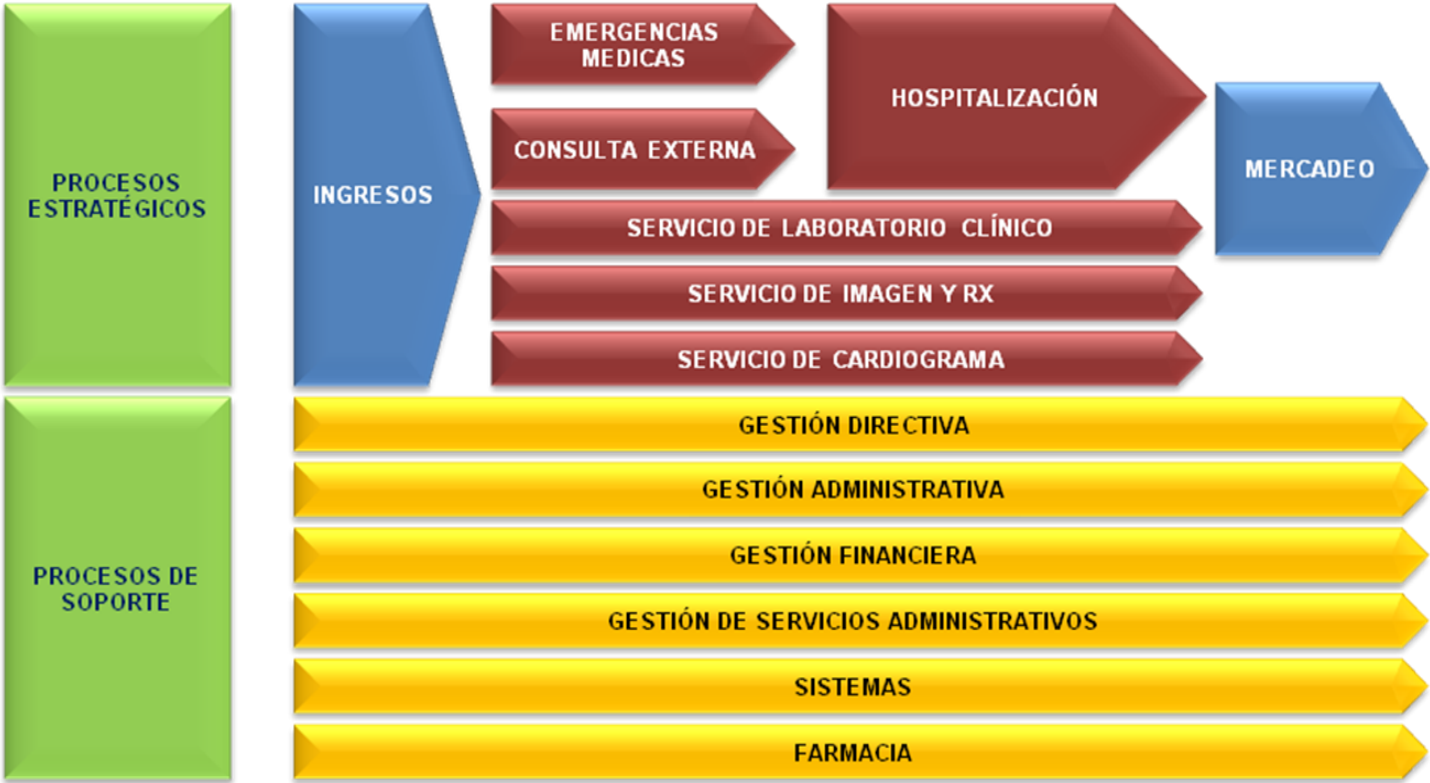 PROCESOS
ESTRATÉGICOS
INGRESOS
EMERGENCIAS
MEDICAS
CONSULTA EXTERNA
HOSPITALIZACIÓN
MERCADEO
SERVICIO DE LABORATORIO CLÍNICO
SERVICIO DE IMAGEN Y RX
SERVICIO DE CARDIOGRAMA
PROCESOS DE
SOPORTE
GESTIÓN DIRECTIVA
GESTIÓN ADMINISTRATIVA
GESTIÓN FINANCIERA
GESTIÓN DE SERVICIOS ADMINISTRATIVOS
SISTEMAS
FARMACIA